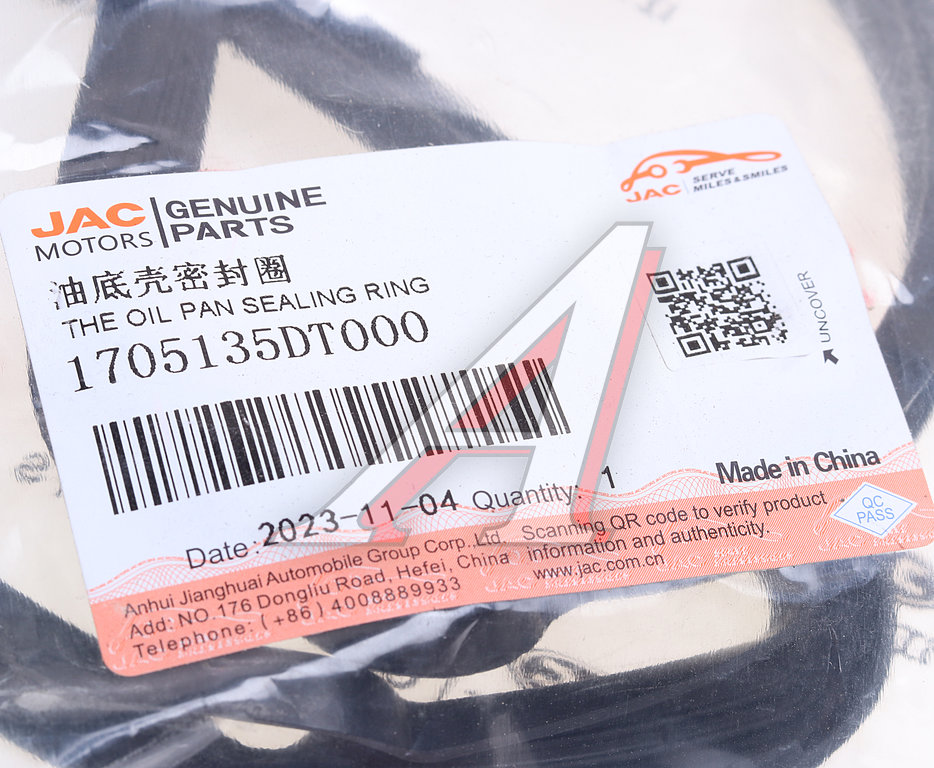 JAC MOTORS GENUINE PARTS
JAC SERVE MILES & SMILES
油底壳密封圈
THE OIL PAN SEALING RING
1705135DT000
UNCOVER
Made in China
Date: 2023-11-04 Quantity: 1
QC PASS
Anhui Jianghuai Automobile Group Corp., Ltd.
Add: NO.176 Dongliu Road, Hefei, China
Telephone: (+86) 4008889933
Scanning QR code to verify product
information and authenticity.
www.jac.com.cn